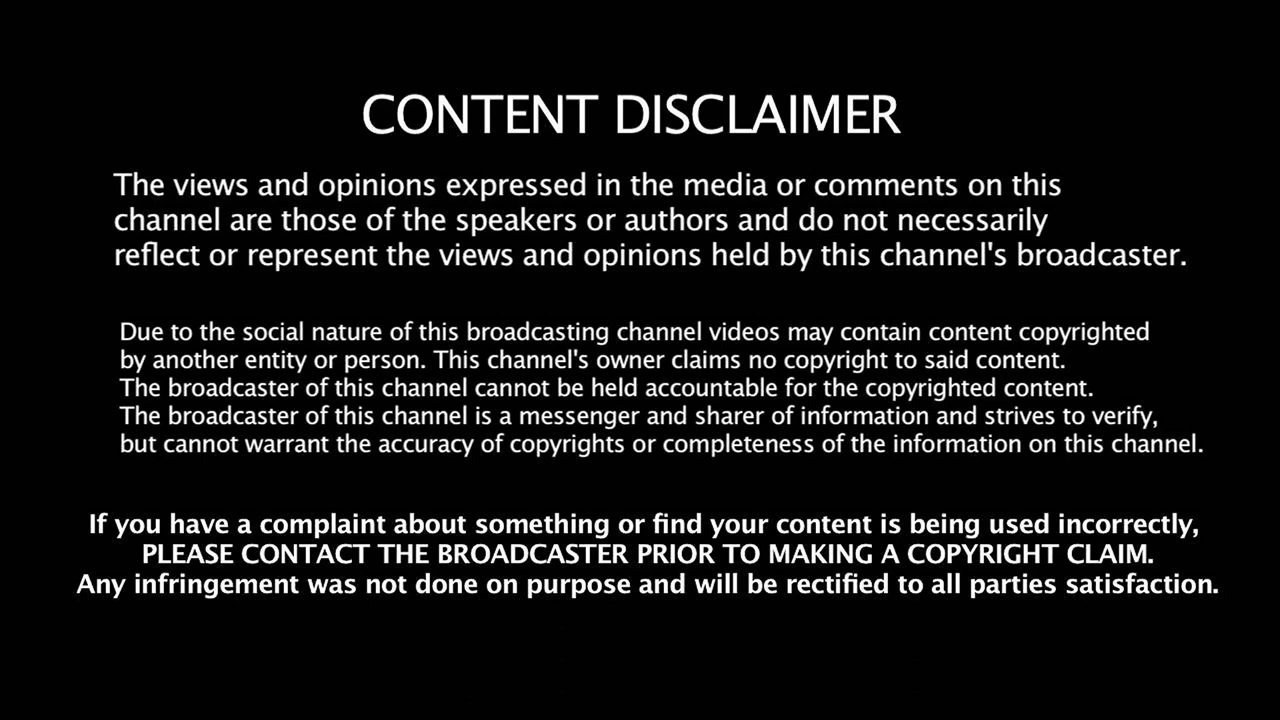 CONTENT DISCLAIMER
The views and opinions expressed in the media or comments on this
channel are those of the speakers or authors and do not necessarily
reflect or represent the views and opinions held by this channel's broadcaster.
Due to the social nature of this broadcasting channel videos may contain content copyrighted
by another entity or person. This channel's owner claims no copyright to said content.
The broadcaster of this channel cannot be held accountable for the copyrighted content.
The broadcaster of this channel is a messenger and sharer of information and strives to verify,
but cannot warrant the accuracy of copyrights or completeness of the information on this channel.
If you have a complaint about something or find your content is being used incorrectly,
PLEASE CONTACT THE BROADCASTER PRIOR TO MAKING A COPYRIGHT CLAIM.
Any infringement was not done on purpose and will be rectified to all parties satisfaction.